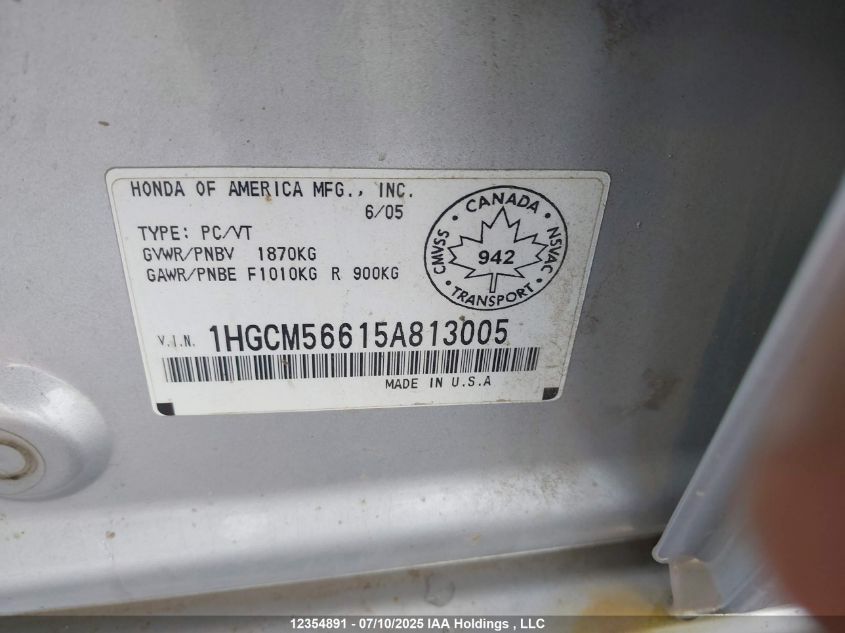 HONDA OF AMERICA MFG., INC.
6/05
TYPE: PC/VT
GVWR/PNBV 1870KG
GAWR/PNBE F1010KG R 900KG
CANADA
CMVSS
NSVAC
942
TRANSPORT
V.I.N. 1HGCM56615A813005
MADE IN U.S.A
12354891 - 07/10/2025 IAA Holdings , LLC